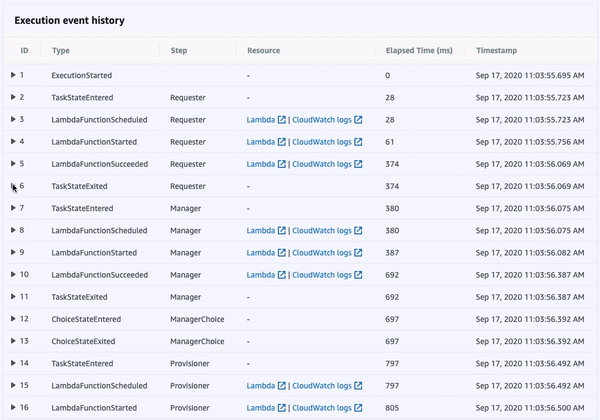 Execution event history
ID Type Step Resource Elapsed Time (ms) Timestamp
1 ExecutionStarted - 0 Sep 17, 2020 11:03:55.695 AM
2 TaskStateEntered Requester - 28 Sep 17, 2020 11:03:55.723 AM
3 LambdaFunctionScheduled Requester Lambda | CloudWatch logs 28 Sep 17, 2020 11:03:55.723 AM
4 LambdaFunctionStarted Requester Lambda | CloudWatch logs 61 Sep 17, 2020 11:03:55.756 AM
5 LambdaFunctionSucceeded Requester Lambda | CloudWatch logs 374 Sep 17, 2020 11:03:56.069 AM
6 TaskStateExited Requester - 374 Sep 17, 2020 11:03:56.069 AM
7 TaskStateEntered Manager - 380 Sep 17, 2020 11:03:56.075 AM
8 LambdaFunctionScheduled Manager Lambda | CloudWatch logs 380 Sep 17, 2020 11:03:56.075 AM
9 LambdaFunctionStarted Manager Lambda | CloudWatch logs 387 Sep 17, 2020 11:03:56.082 AM
10 LambdaFunctionSucceeded Manager Lambda | CloudWatch logs 692 Sep 17, 2020 11:03:56.387 AM
11 TaskStateExited Manager - 692 Sep 17, 2020 11:03:56.387 AM
12 ChoiceStateEntered ManagerChoice - 697 Sep 17, 2020 11:03:56.392 AM
13 ChoiceStateExited ManagerChoice - 697 Sep 17, 2020 11:03:56.392 AM
14 TaskStateEntered Provisioner - 797 Sep 17, 2020 11:03:56.492 AM
15 LambdaFunctionScheduled Provisioner Lambda | CloudWatch logs 797 Sep 17, 2020 11:03:56.492 AM
16 LambdaFunctionStarted Provisioner Lambda | CloudWatch logs 805 Sep 17, 2020 11:03:56.500 AM